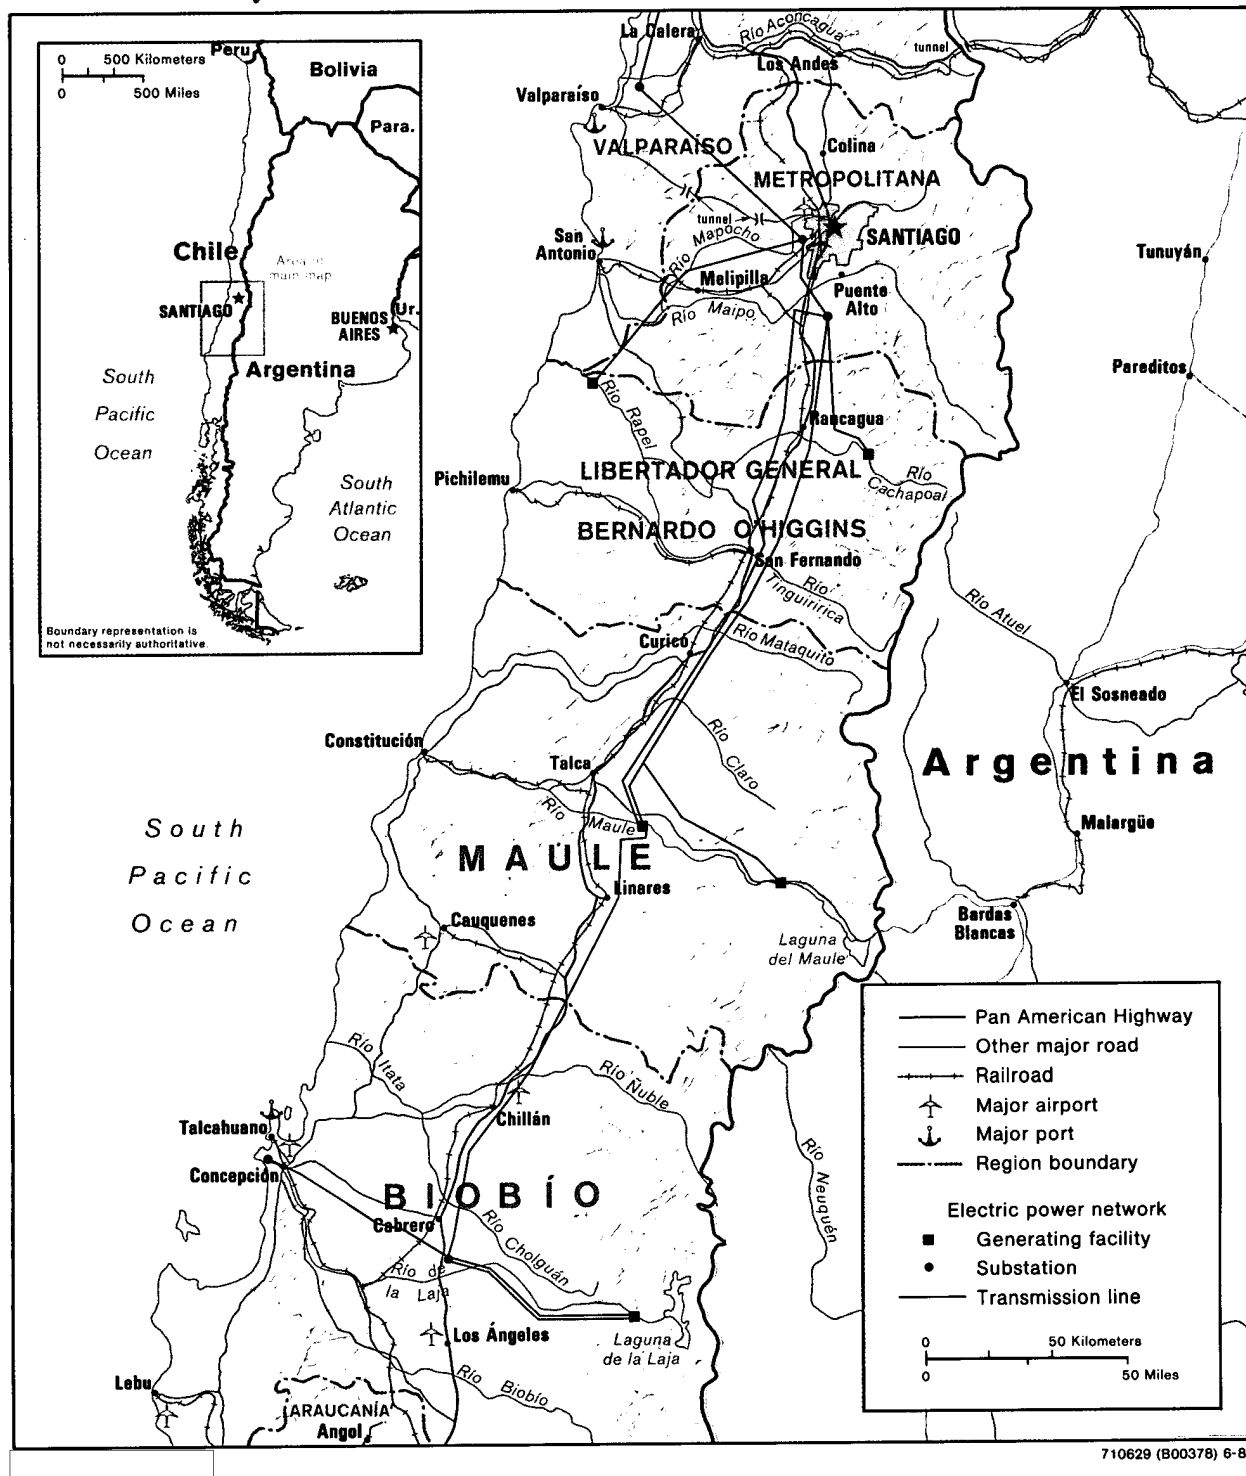 Peru
0 500 Kilometers
0 500 Miles
Bolivia
Para.
Chile
Area of
main map
SANTIAGO
BUENOS
AIRES
Ur.
Argentina
South
Pacific
Ocean
South
Atlantic
Ocean
Boundary representation is
not necessarily authoritative.
La Calera
Río Aconcagua
tunnel
Los Andes
Valparaíso
VALPARAÍSO
Colina
METROPOLITANA
tunnel
Río Mapocho
SANTIAGO
San
Antonio
Melipilla
Puente
Alto
Río Maipo
Tunuyán
Pareditos
Río Rapel
Rancagua
LIBERTADOR GENERAL
Río
Cachapoal
Pichilemu
BERNARDO O'HIGGINS
San Fernando
Río
Tinguiririca
Río Atuel
Curicó
Río Mataquito
El Sosneado
Constitución
Río
Claro
Talca
Argentina
Río
Maule
Malargüe
South
Pacific
Ocean
MAULE
Linares
Cauquenes
Bardas
Blancas
Laguna
del Maule
Río
Itata
Río Ñuble
Chillán
Talcahuano
Concepción
BIOBÍO
Río
Neuquén
Cabrero
Río Cholguán
Río de
la Laja
Los Ángeles
Laguna
de la Laja
Río Biobío
Lebu
ARAUCANÍA
Angol
Pan American Highway
Other major road
Railroad
Major airport
Major port
Region boundary
Electric power network
Generating facility
Substation
Transmission line
0 50 Kilometers
0 50 Miles
710629 (B00378) 6-8